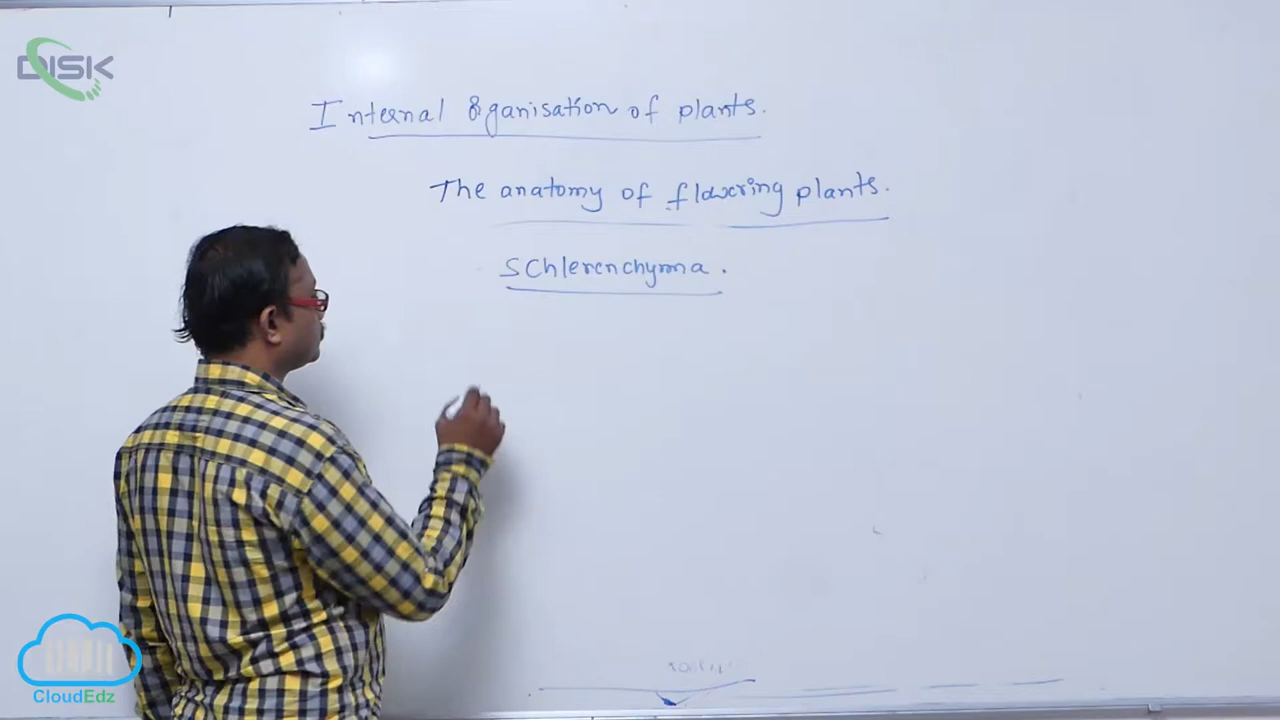 DISK
Internal Organisation of plants.
The anatomy of flowering plants.
Schlerenchyma.
CloudEdz